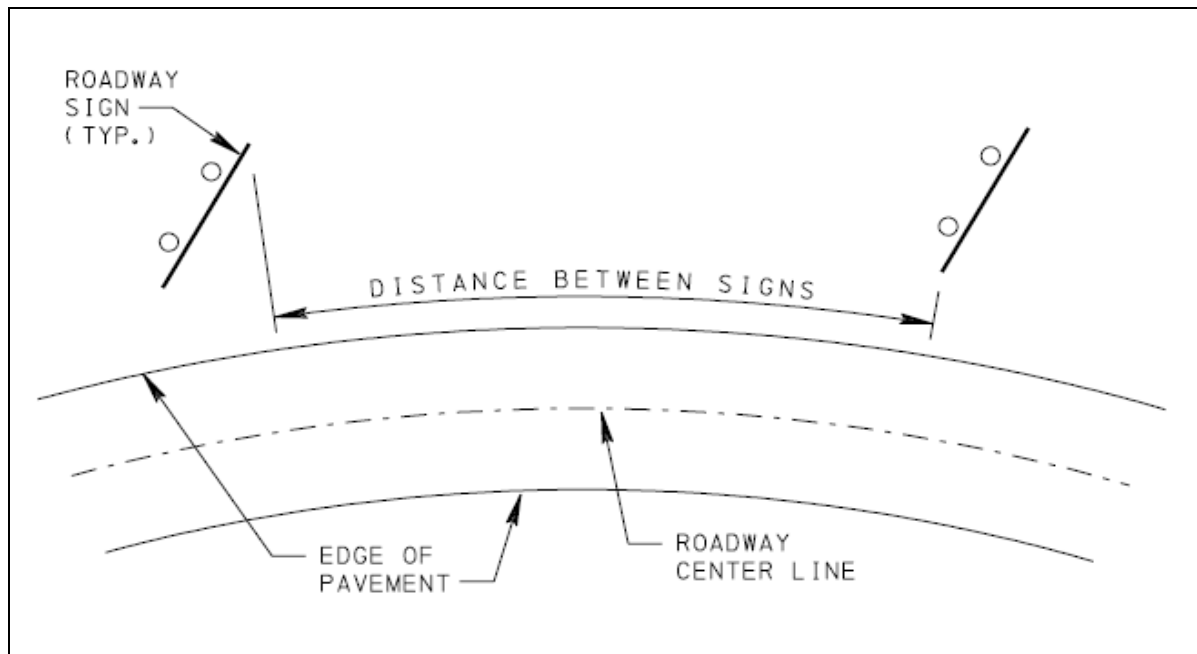 ROADWAY
SIGN
(TYP.)
DISTANCE BETWEEN SIGNS
EDGE OF
PAVEMENT
ROADWAY
CENTER LINE